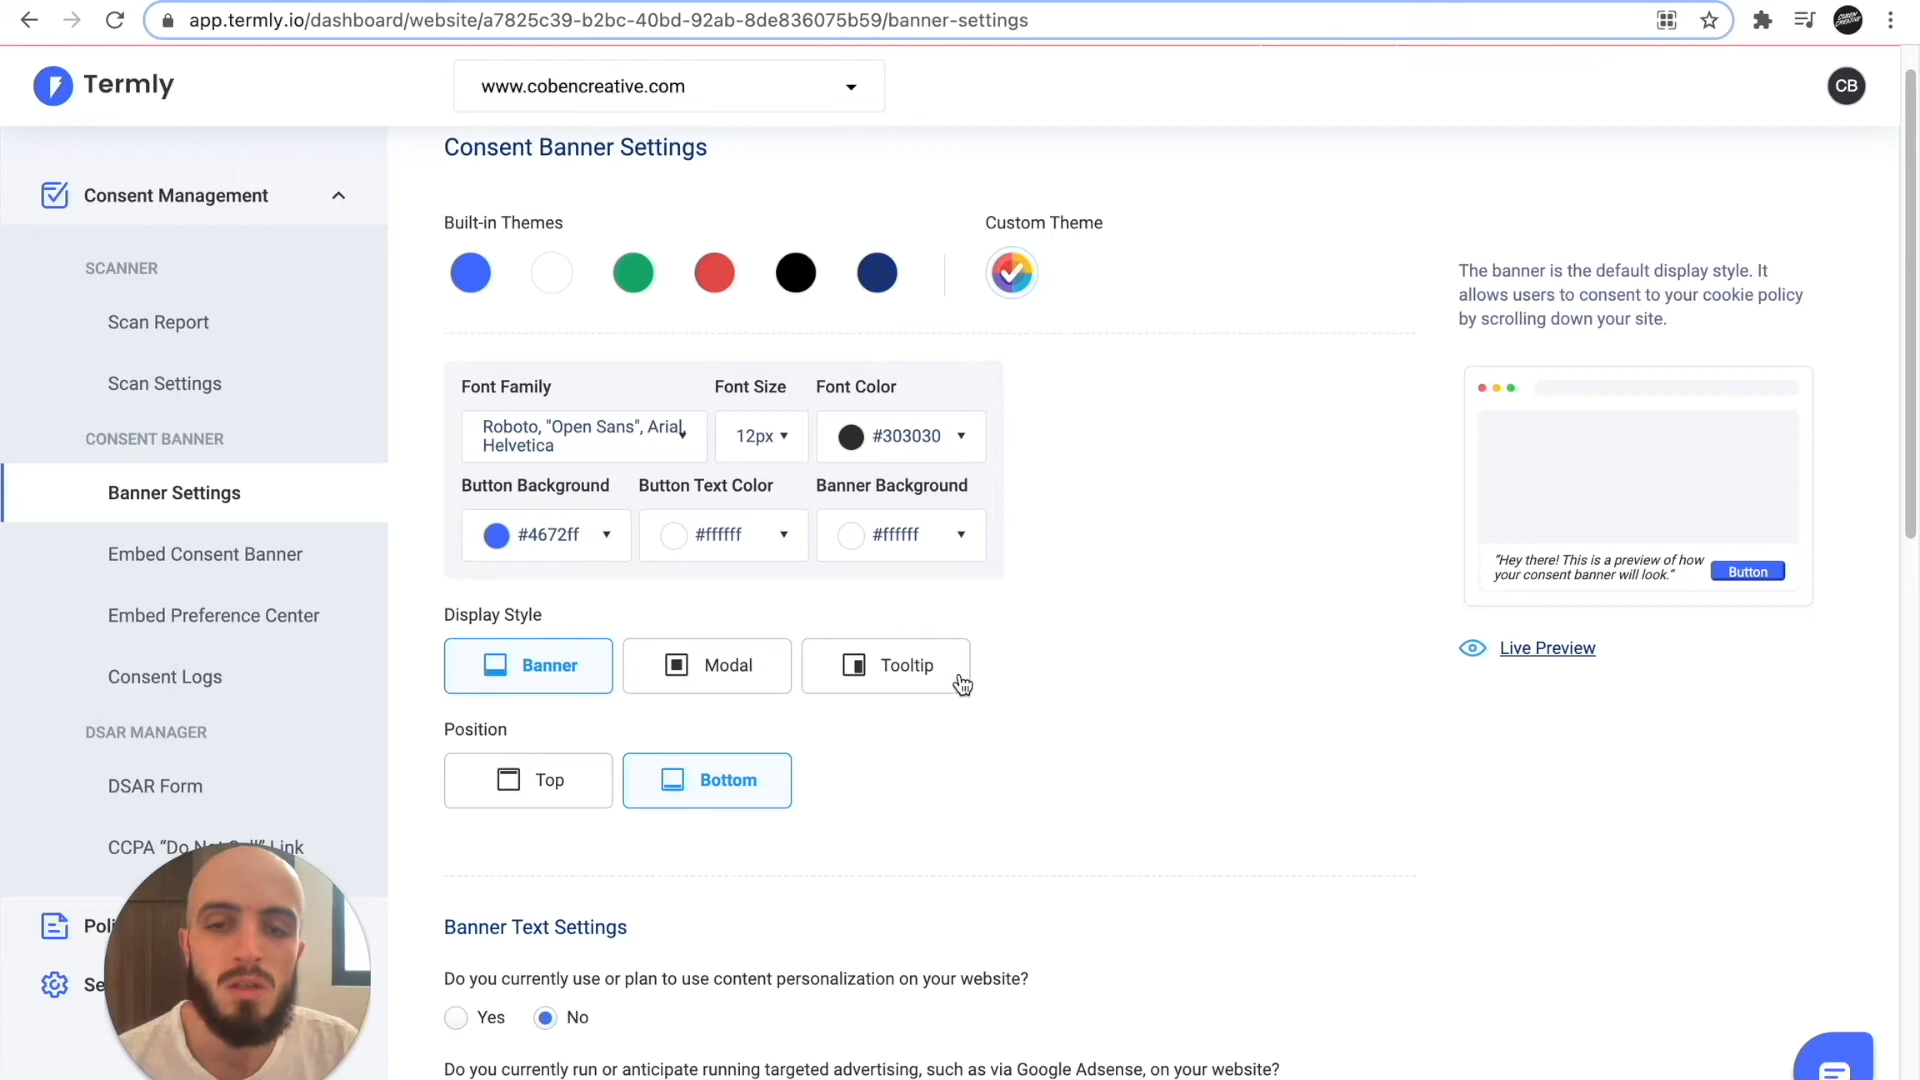 app.termly.io/dashboard/website/a7825c39-b2bc-40bd-92ab-8de836075b59/banner-settings
Termly
www.cobencreative.com
CB
Consent Management
SCANNER
Scan Report
Scan Settings
CONSENT BANNER
Banner Settings
Embed Consent Banner
Embed Preference Center
Consent Logs
DSAR MANAGER
DSAR Form
CCPA “Do Not Sell” Link
Consent Banner Settings
Built-in Themes
Custom Theme
Font Family
Font Size
Font Color
Roboto, "Open Sans", Arial,
Helvetica
12px
#303030
Button Background
Button Text Color
Banner Background
#4672ff
#ffffff
#ffffff
Display Style
Banner
Modal
Tooltip
Position
Top
Bottom
Banner Text Settings
Do you currently use or plan to use content personalization on your website?
Yes
No
Do you currently run or anticipate running targeted advertising, such as via Google Adsense, on your website?
The banner is the default display style. It
allows users to consent to your cookie policy
by scrolling down your site.
“Hey there! This is a preview of how
your consent banner will look.”
Button
Live Preview